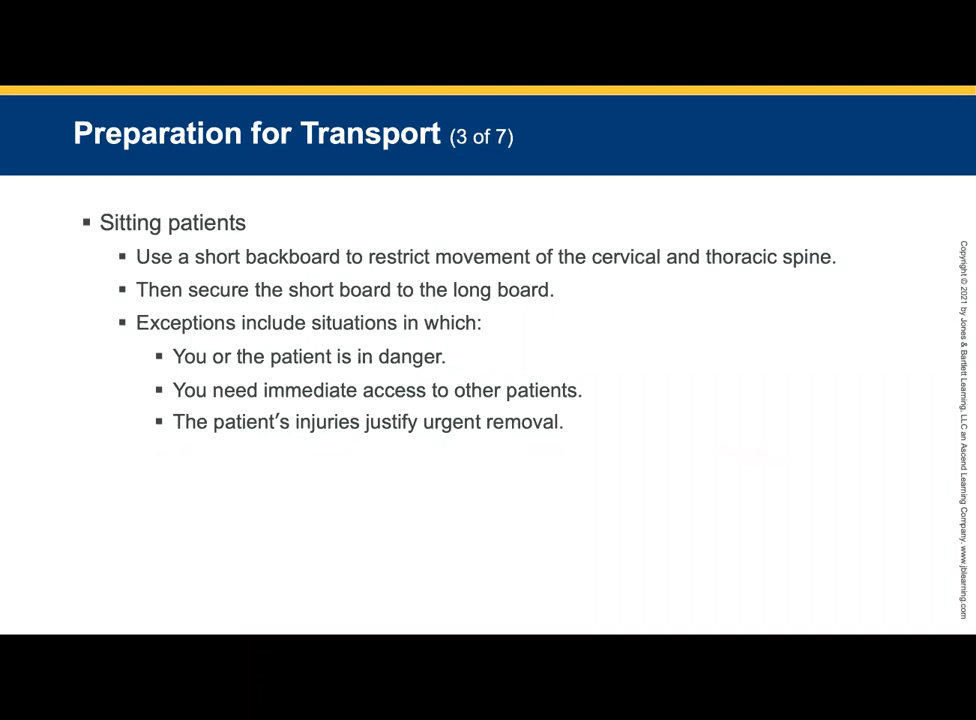 Preparation for Transport (3 of 7)
▪ Sitting patients
▪ Use a short backboard to restrict movement of the cervical and thoracic spine.
▪ Then secure the short board to the long board.
▪ Exceptions include situations in which:
▪ You or the patient is in danger.
▪ You need immediate access to other patients.
▪ The patient’s injuries justify urgent removal.
Copyright © 2021 by Jones & Bartlett Learning, LLC an Ascend Learning Company. www.jblearning.com